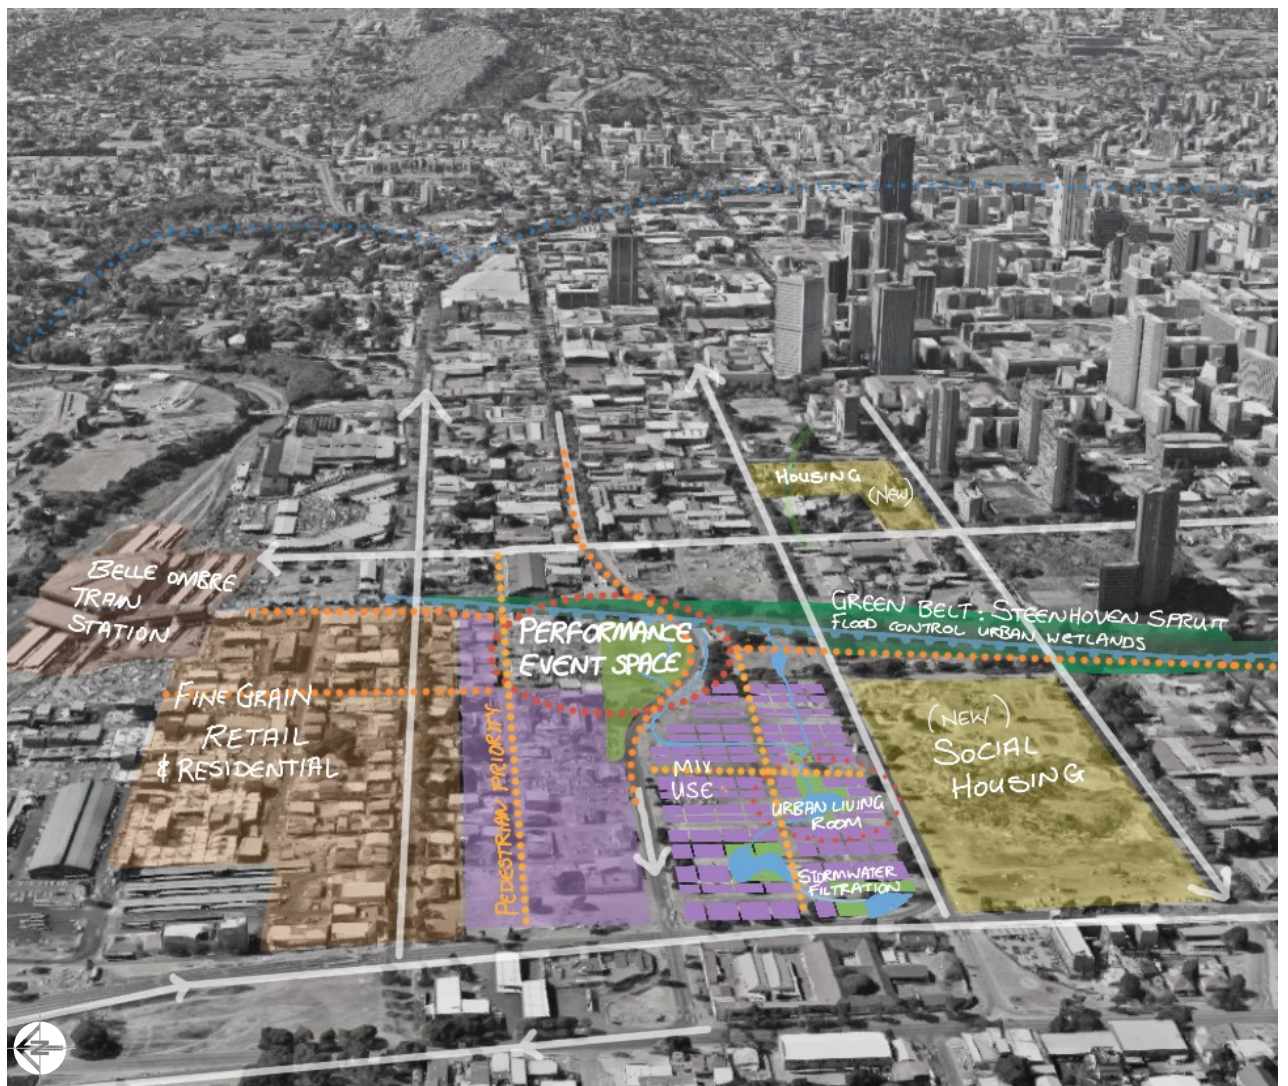 HOUSING
(NEW)
BELLE OMBRE
TRAIN
STATION
GREEN BELT: STEENHOVEN SPRUIT
FLOOD CONTROL URBAN WETLANDS
PERFORMANCE
EVENT SPACE
FINE GRAIN
RETAIL
& RESIDENTIAL
PEDESTRIAN PRIORITY
MIX
USE
URBAN LIVING
ROOM
STORMWATER
FILTRATION
(NEW)
SOCIAL
HOUSING
N